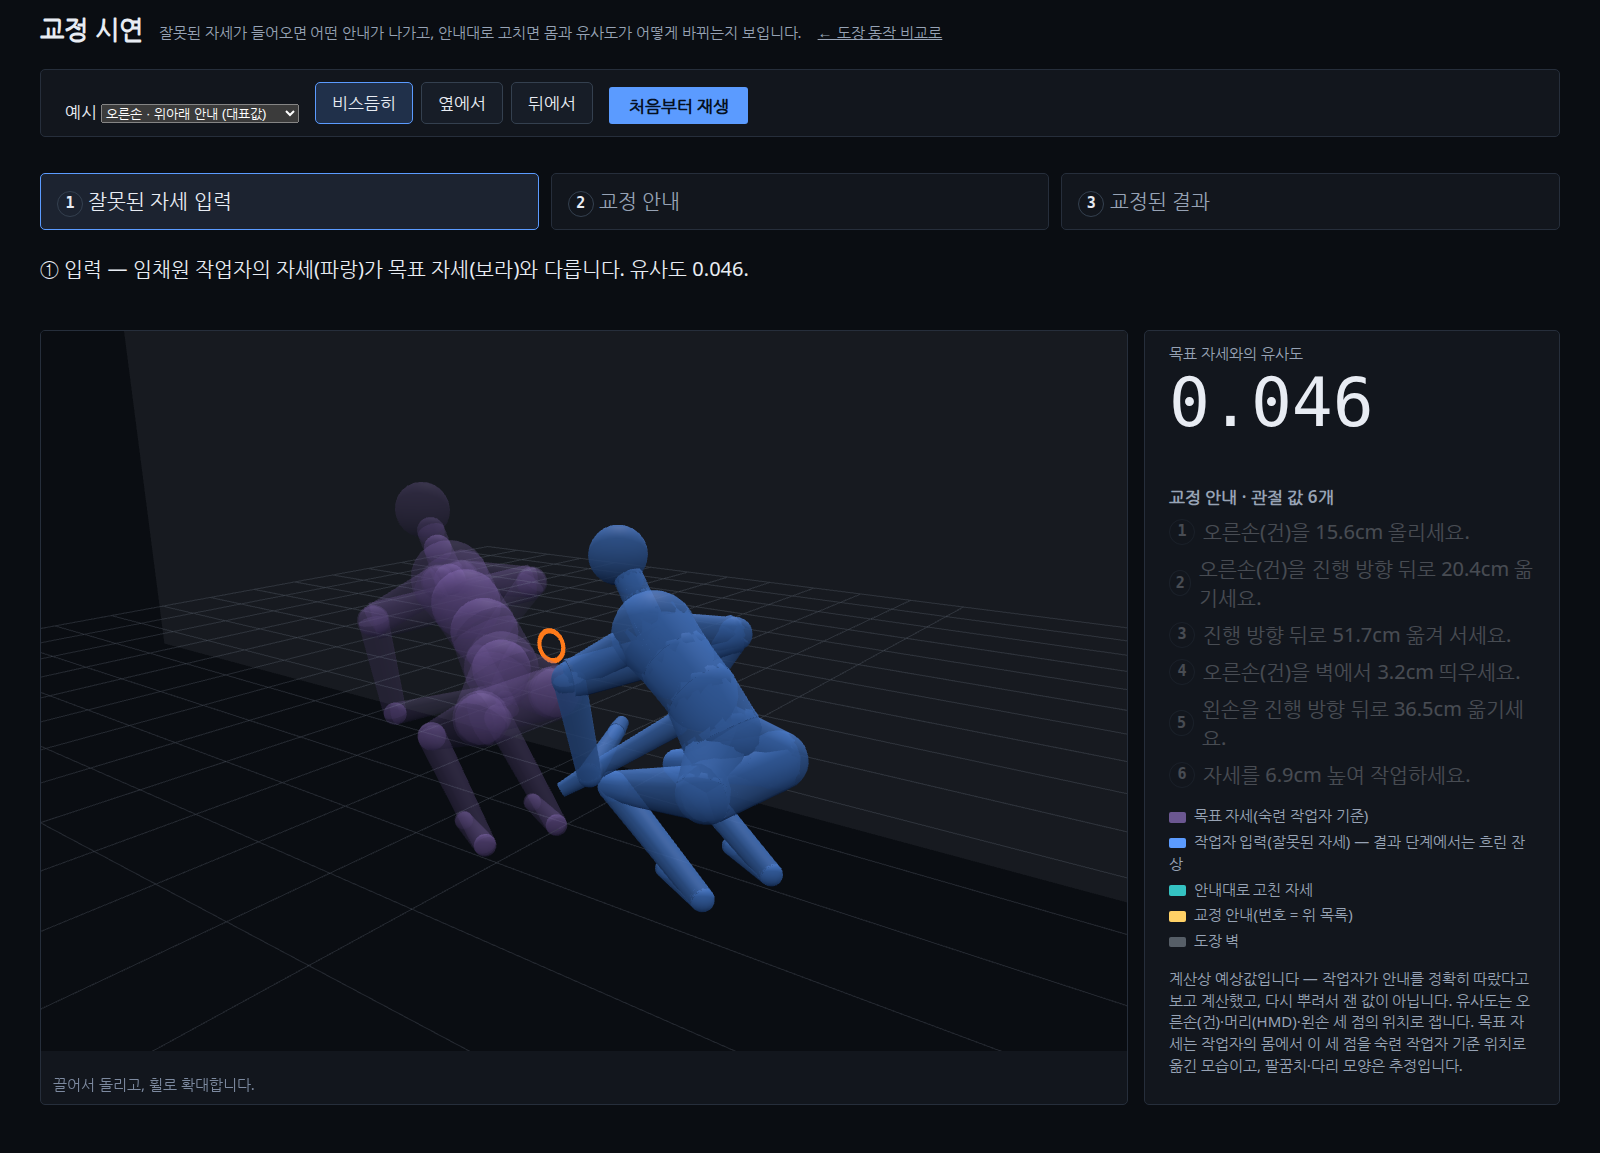 교정 시연 잘못된 자세가 들어오면 어떤 안내가 나가고, 안내대로 고치면 몸과 유사도가 어떻게 바뀌는지 보입니다. ← 도장 동작 비교로
예시 오른손 · 위아래 안내 (대표값) 비스듬히 옆에서 뒤에서 처음부터 재생
1 잘못된 자세 입력 2 교정 안내 3 교정된 결과
① 입력 — 임채원 작업자의 자세(파랑)가 목표 자세(보라)와 다릅니다. 유사도 0.046.
목표 자세와의 유사도
0.046
교정 안내 · 관절 값 6개
1 오른손(건)을 15.6cm 올리세요.
2 오른손(건)을 진행 방향 뒤로 20.4cm 옮
기세요.
3 진행 방향 뒤로 51.7cm 옮겨 서세요.
4 오른손(건)을 벽에서 3.2cm 띄우세요.
5 왼손을 진행 방향 뒤로 36.5cm 옮기세
요.
6 자세를 6.9cm 높여 작업하세요.
목표 자세(숙련 작업자 기준)
작업자 입력(잘못된 자세) — 결과 단계에서는 흐린 잔
상
안내대로 고친 자세
교정 안내(번호 = 위 목록)
도장 벽
계산상 예상값입니다 — 작업자가 안내를 정확히 따랐다고
보고 계산했고, 다시 뿌려서 잰 값이 아닙니다. 유사도는 오
른손(건)·머리(HMD)·왼손 세 점의 위치로 잽니다. 목표 자
세는 작업자의 몸에서 이 세 점을 숙련 작업자 기준 위치로
옮긴 모습이고, 팔꿈치·다리 모양은 추정입니다.
끌어서 돌리고, 휠로 확대합니다.